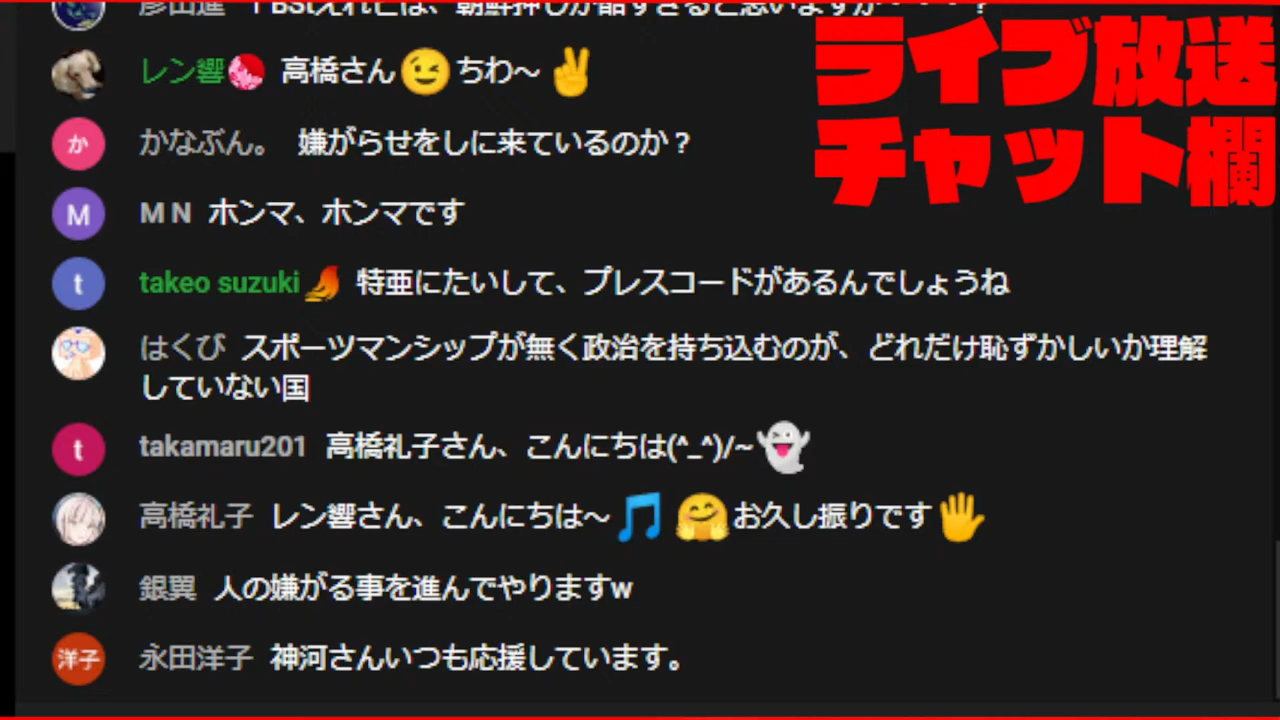 ライブ放送
チャット欄
レン響 高橋さん😉ちわ～✌
か かなぶん。 嫌がらせをしに来ているのか？
M M N ホンマ、ホンマです
t takeo suzuki 特亜にたいして、プレスコードがあるんでしょうね
はくび スポーツマンシップが無く政治を持ち込むのが、どれだけ恥ずかしいか理解
していない国
t takamaru201 高橋礼子さん、こんにちは(^_^)/~👻
高橋礼子 レン響さん、こんにちは～🎵🤗お久し振りです🖐
銀翼 人の嫌がる事を進んでやりますw
洋子 永田洋子 神河さんいつも応援しています。